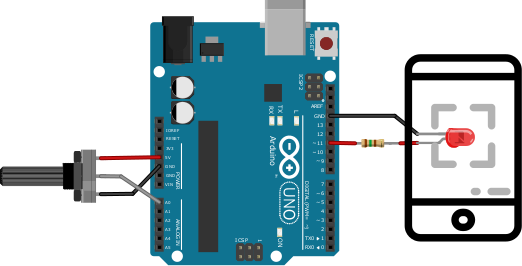 RESET
ICSP2
AREF
GND
13
12
~11
~10
~9
8
RX
TX
L
Arduino
UNO
IOREF
RESET
3V3
5V
GND
GND
VIN
POWER
A0
A1
A2
A3
A4
A5
ANALOG IN
DIGITAL (PWM= ~)
7
~6
~5
4
~3
2
TX0 ▸ 1
RX0 ◂ 0
ICSP
L
ON